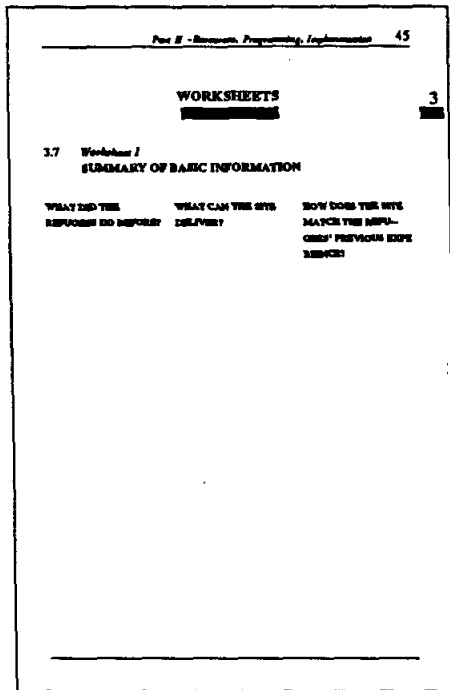 Part II - Resources, Programming, Implementation 45
WORKSHEETS
3
3.7 Worksheet 1
SUMMARY OF BASIC INFORMATION
WHAT DID THE
REFUGEES DO BEFORE?
WHAT CAN THE SITE
DELIVER?
HOW DOES THE SITE
MATCH THE REFU-
GEES' PREVIOUS EXPE
RIENCE?